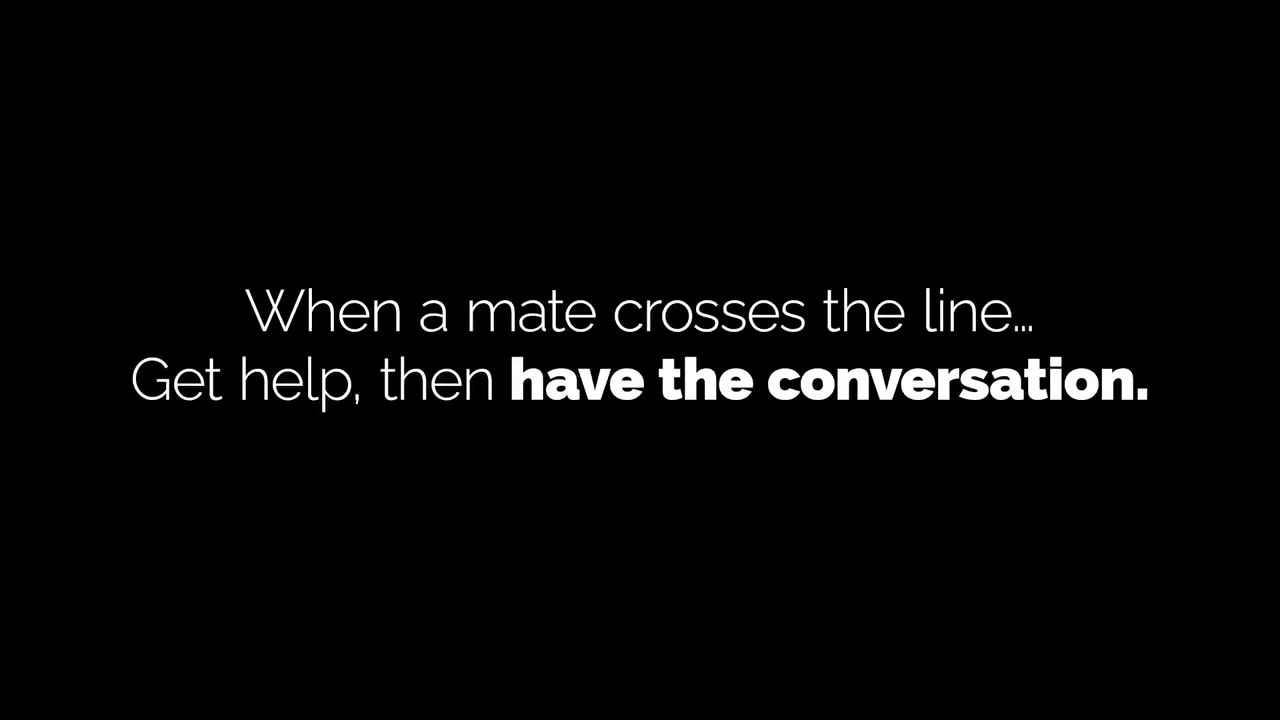 When a mate crosses the line...
Get help, then have the conversation.